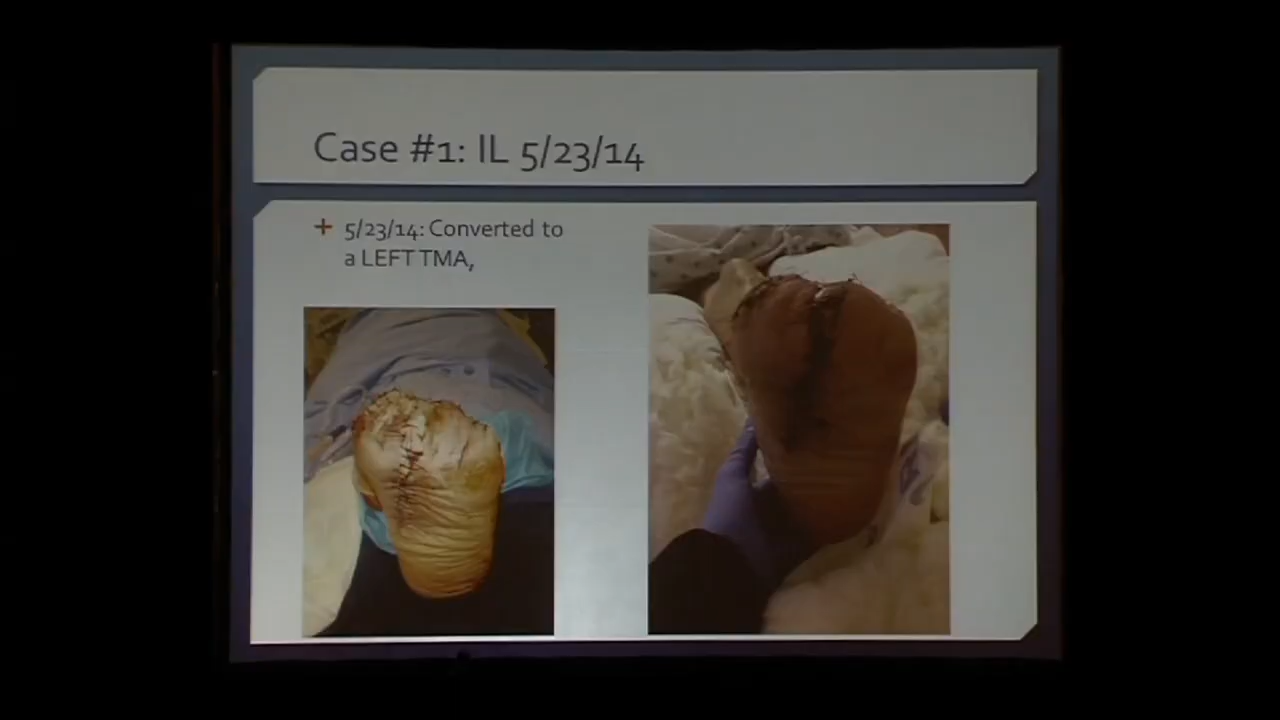 Case #1: IL 5/23/14
5/23/14: Converted to
a LEFT TMA,